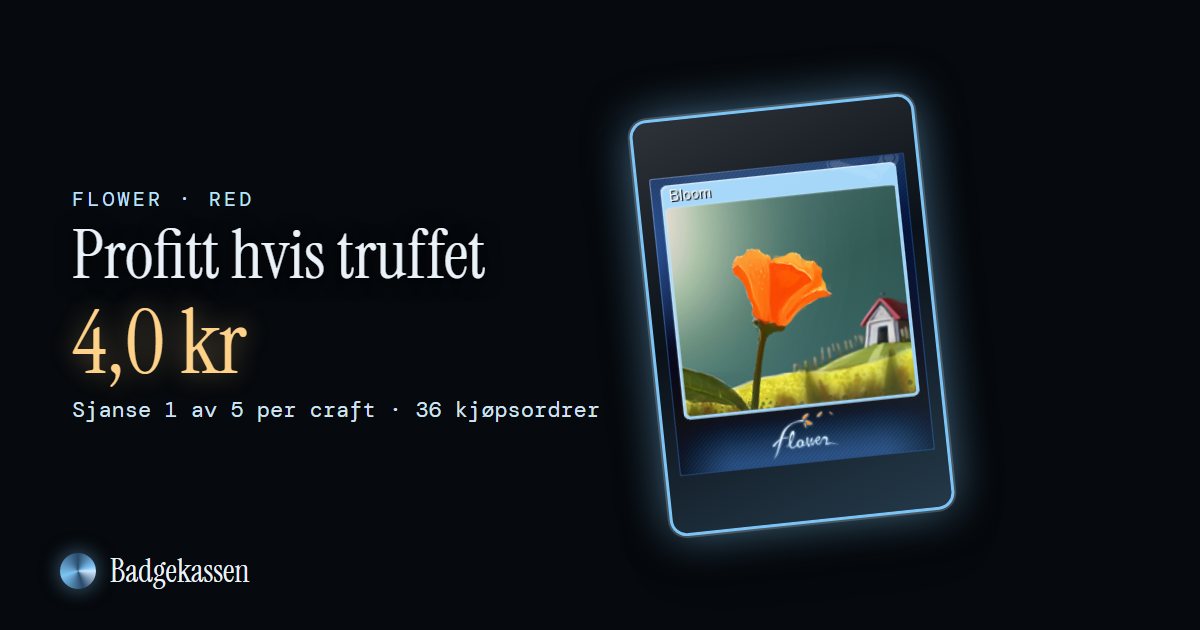 FLOWER · RED
Profitt hvis truffet
4,0 kr
Sjanse 1 av 5 per craft · 36 kjøpsordrer
Bloom
flower
Badgekassen